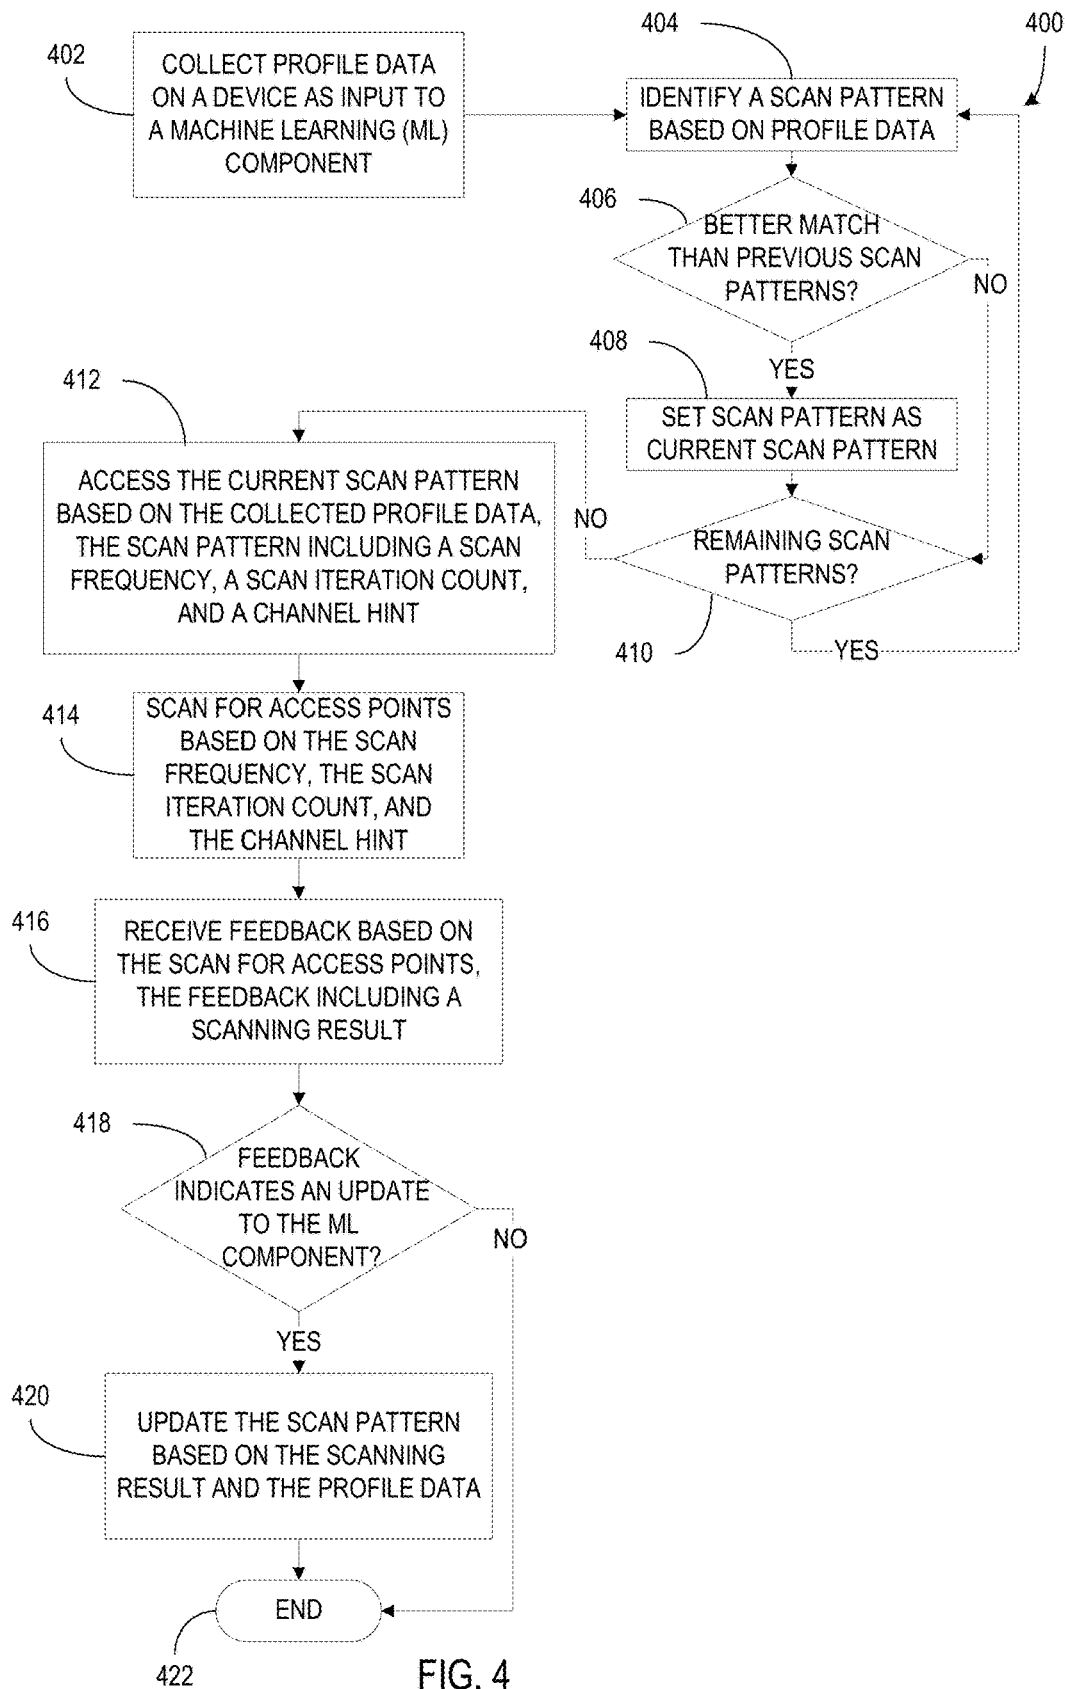 400
402
COLLECT PROFILE DATA
ON A DEVICE AS INPUT TO
A MACHINE LEARNING (ML)
COMPONENT
404
IDENTIFY A SCAN PATTERN
BASED ON PROFILE DATA
406
BETTER MATCH
THAN PREVIOUS SCAN
PATTERNS?
NO
YES
408
SET SCAN PATTERN AS
CURRENT SCAN PATTERN
REMAINING SCAN
PATTERNS?
410
NO
YES
412
ACCESS THE CURRENT SCAN PATTERN
BASED ON THE COLLECTED PROFILE DATA,
THE SCAN PATTERN INCLUDING A SCAN
FREQUENCY, A SCAN ITERATION COUNT,
AND A CHANNEL HINT
414
SCAN FOR ACCESS POINTS
BASED ON THE SCAN
FREQUENCY, THE SCAN
ITERATION COUNT, AND
THE CHANNEL HINT
416
RECEIVE FEEDBACK BASED ON
THE SCAN FOR ACCESS POINTS,
THE FEEDBACK INCLUDING A
SCANNING RESULT
418
FEEDBACK
INDICATES AN UPDATE
TO THE ML
COMPONENT?
NO
YES
420
UPDATE THE SCAN PATTERN
BASED ON THE SCANNING
RESULT AND THE PROFILE DATA
END
422
FIG. 4